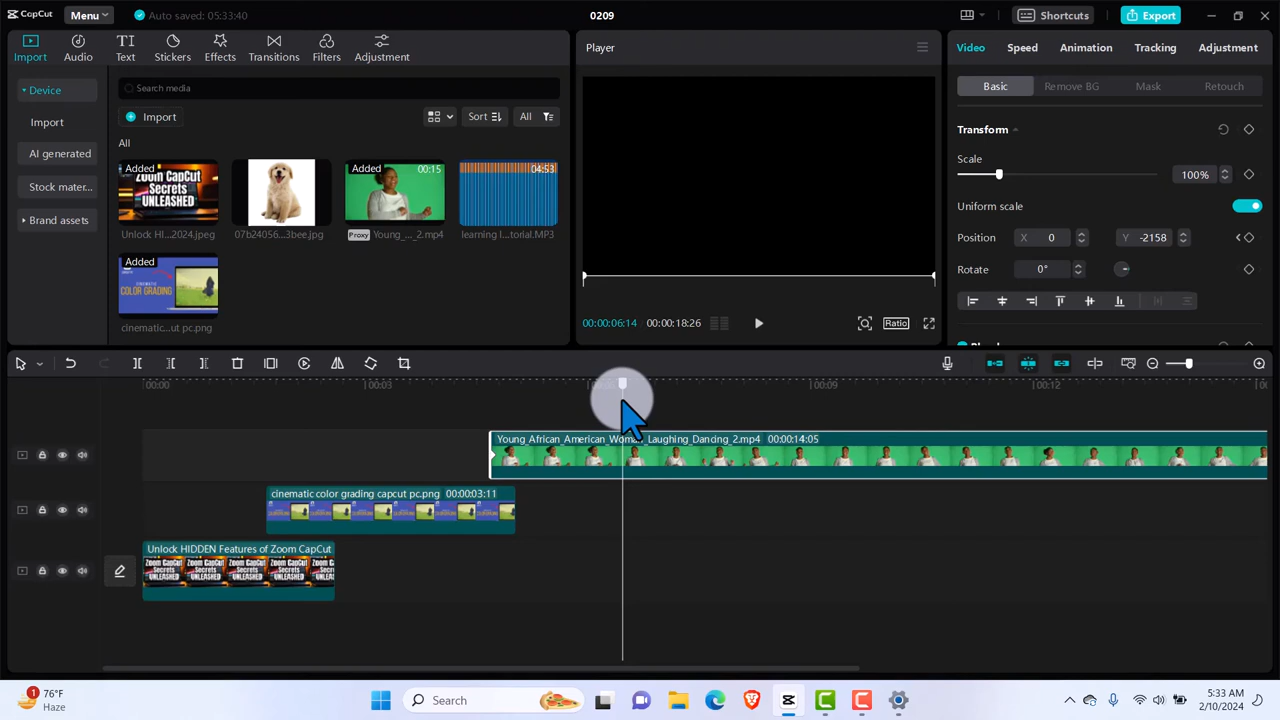 CapCut
Menu
Auto saved: 05:33:40
0209
Shortcuts
Export
Import
Audio
Text
Stickers
Effects
Transitions
Filters
Adjustment
Device
Import
AI generated
Stock mater...
Brand assets
Search media
Import
Sort
All
All
Added
ZOOM CAPCUT
SECRETS
UNLEASHED
Unlock HI...2024.jpeg
07b24056...3bee.jpg
Added
00:15
Proxy
Young_..._2.mp4
04:53
learning l...torial.MP3
Added
CINEMATIC
COLOR GRADING
cinematic...ut pc.png
Player
00:00:06:14
00:00:18:26
Ratio
Video
Speed
Animation
Tracking
Adjustment
Basic
Remove BG
Mask
Retouch
Transform
Scale
100%
Uniform scale
Position
X 0
Y -2158
Rotate
0°
00:00
00:03
00:09
00:12
Young_African_American_Woman_Laughing_Dancing_2.mp4 00:00:14:05
cinematic color grading capcut pc.png 00:00:03:11
Unlock HIDDEN Features of Zoom CapCut
1
76°F
Haze
Search
5:33 AM
2/10/2024